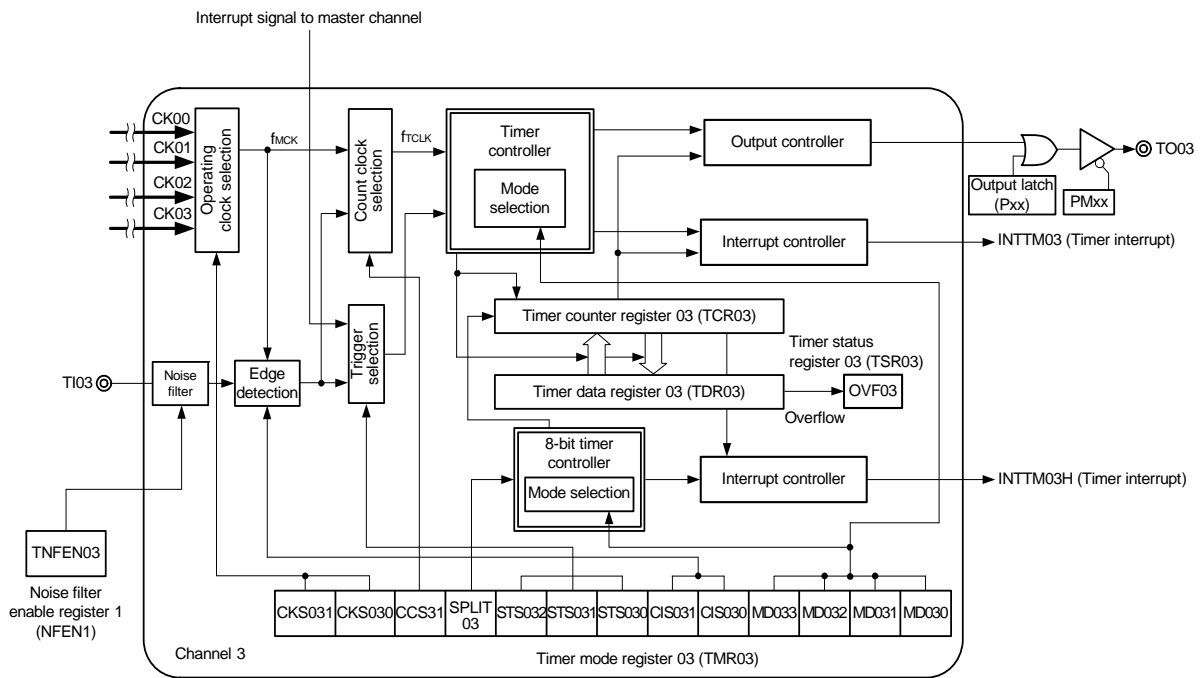 Interrupt signal to master channel
CK00
CK01
CK02
CK03
Operating
clock selection
fMCK
Count clock
selection
fTCLK
Timer
controller
Mode
selection
Output controller
TO03
Output latch
(Pxx)
PMxx
Interrupt controller
INTTM03 (Timer interrupt)
Timer counter register 03 (TCR03)
Trigger
selection
Timer status
register 03 (TSR03)
TI03
Noise
filter
Edge
detection
Timer data register 03 (TDR03)
OVF03
Overflow
8-bit timer
controller
Mode selection
Interrupt controller
INTTM03H (Timer interrupt)
TNFEN03
Noise filter
enable register 1
(NFEN1)
CKS031
CKS030
CCS31
SPLIT
03
STS032
STS031
STS030
CIS031
CIS030
MD033
MD032
MD031
MD030
Channel 3
Timer mode register 03 (TMR03)